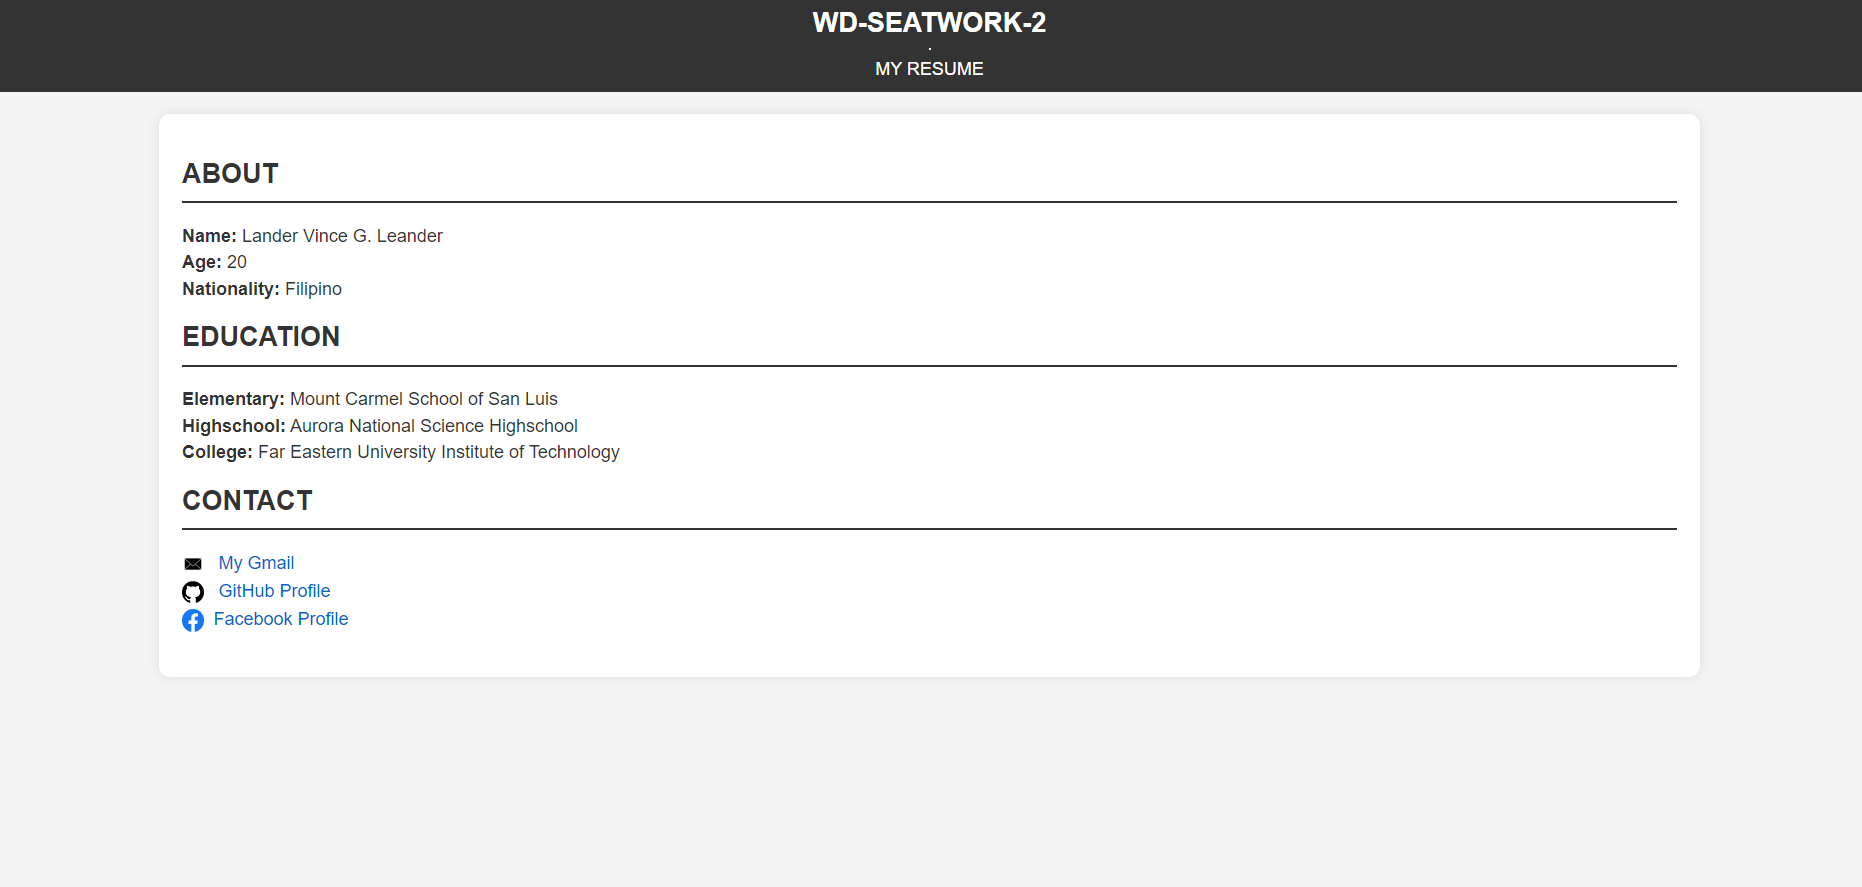 WD-SEATWORK-2
.
MY RESUME
ABOUT
Name: Lander Vince G. Leander
Age: 20
Nationality: Filipino
EDUCATION
Elementary: Mount Carmel School of San Luis
Highschool: Aurora National Science Highschool
College: Far Eastern University Institute of Technology
CONTACT
My Gmail
GitHub Profile
Facebook Profile